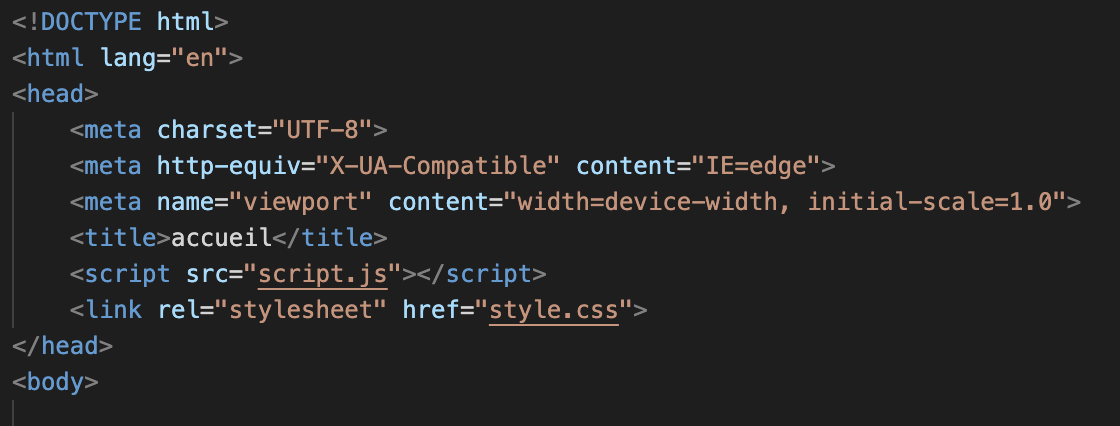 <!DOCTYPE html>
<html lang="en">
<head>
    <meta charset="UTF-8">
    <meta http-equiv="X-UA-Compatible" content="IE=edge">
    <meta name="viewport" content="width=device-width, initial-scale=1.0">
    <title>accueil</title>
    <script src="script.js"></script>
    <link rel="stylesheet" href="style.css">
</head>
<body>